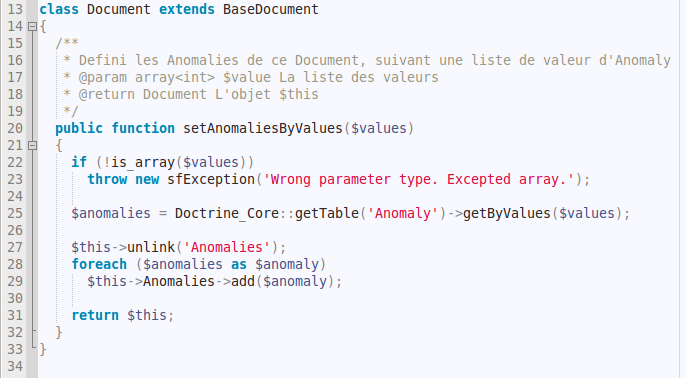 13 class Document extends BaseDocument
14 {
15   /**
16    * Defini les Anomalies de ce Document, suivant une liste de valeur d'Anomaly
17    * @param array<int> $value La liste des valeurs
18    * @return Document L'objet $this
19    */
20   public function setAnomaliesByValues($values)
21   {
22     if (!is_array($values))
23       throw new sfException('Wrong parameter type. Excepted array.');
24
25     $anomalies = Doctrine_Core::getTable('Anomaly')->getByValues($values);
26
27     $this->unlink('Anomalies');
28     foreach ($anomalies as $anomaly)
29       $this->Anomalies->add($anomaly);
30
31     return $this;
32   }
33 }
34